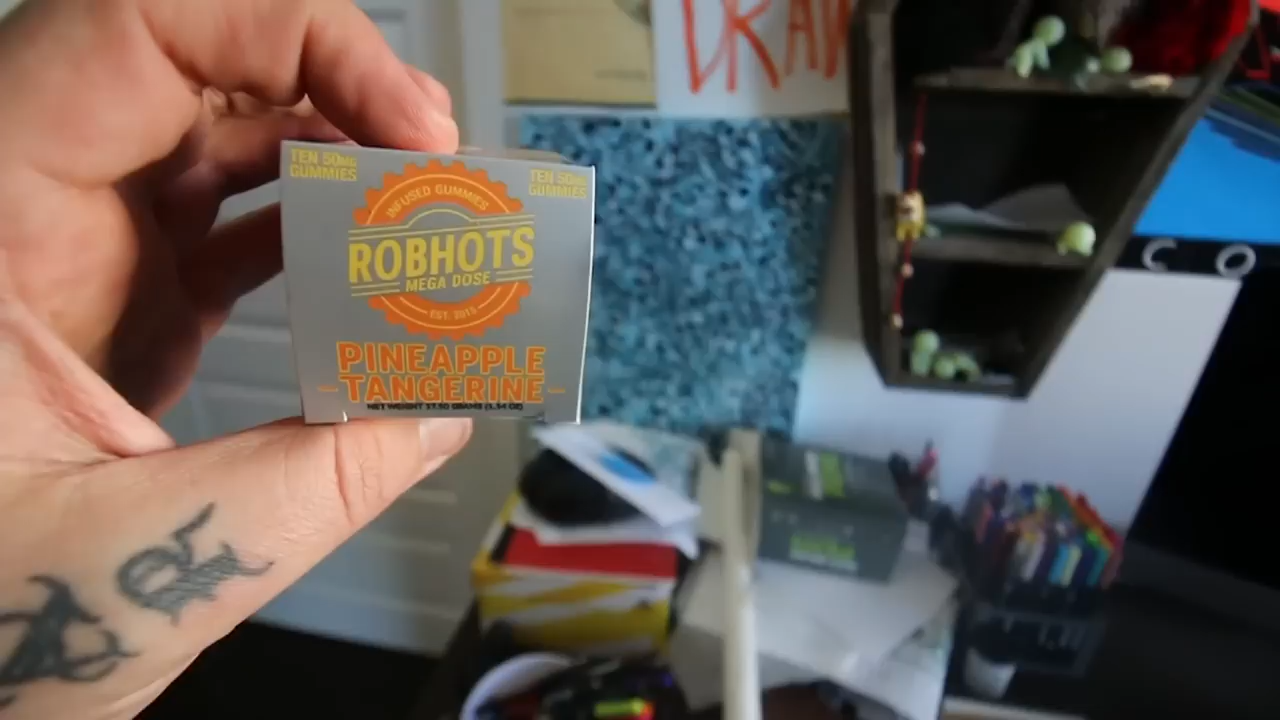 DRAW
TEN 50MG
GUMMIES
TEN 50MG
GUMMIES
INFUSED GUMMIES
ROBHOTS
MEGA DOSE
EST. 2015
PINEAPPLE
-TANGERINE-
C O